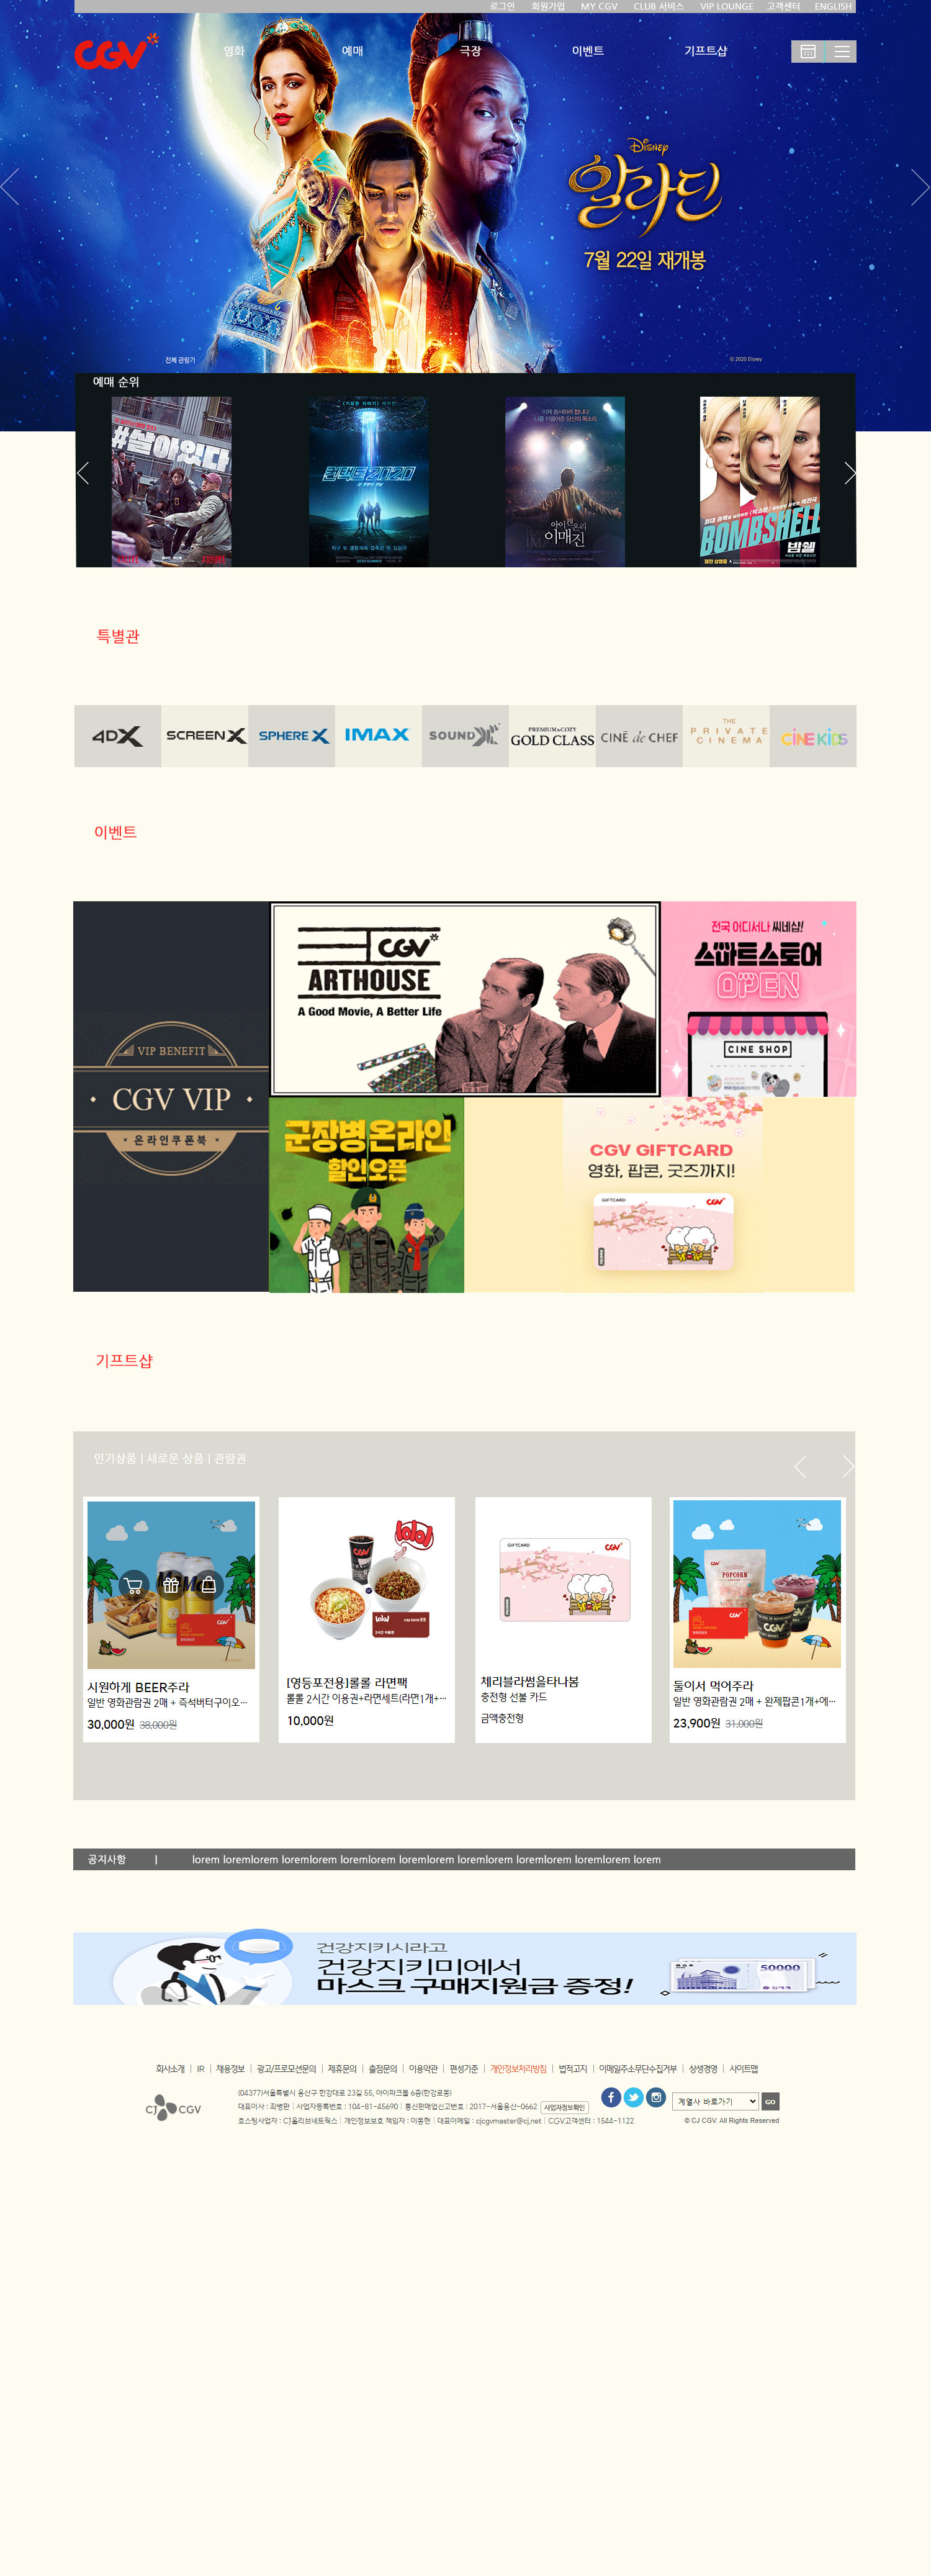 로그인 회원가입 MY CGV CLUB 서비스 VIP LOUNGE 고객센터 ENGLISH
CGV 영화 예매 극장 이벤트 기프트샵
Disney
알라딘
7월 22일 재개봉
전체 관람가 © 2020 Disney
예매 순위
#살아있다
컨택트 2020
아이 캔 온리
이매진
BOMBSHELL
밤쉘
특별관
4DX SCREEN X SPHERE X IMAX SOUND X PREMIUM & COZY GOLD CLASS CINÉ de CHEF THE PRIVATE CINEMA CINE KIDS
이벤트
VIP BENEFIT
CGV VIP
온라인쿠폰북
CGV
ARTHOUSE
A Good Movie, A Better Life
전국 어디서나 씨네샵!
스마트스토어
OPEN
CINE SHOP
군장병 온라인
할인오픈
CGV GIFTCARD
영화, 팝콘, 굿즈까지!
GIFTCARD CGV
기프트샵
인기상품 | 새로운 상품 | 관람권
시원하게 BEER주라
일반 영화관람권 2매 + 즉석버터구이오...
30,000원 38,000원
lolol
CGV
[영등포전용]롤롤 라면팩
롤롤 2시간 이용권+라면세트(라면1개+...
10,000원
GIFTCARD CGV
체리블라썸을타나봄
충전형 선불 카드
금액충전형
POPCORN
CGV
둘이서 먹어주라
일반 영화관람권 2매 + 완제팝콘1개+에...
23,900원 31,000원
공지사항 | lorem loremlorem loremlorem loremlorem loremlorem loremlorem loremlorem loremlorem lorem
건강지키시라고
건강지키미에서
마스크 구매지원금 증정!
50000
회사소개 | IR | 채용정보 | 광고/프로모션문의 | 제휴문의 | 출점문의 | 이용약관 | 편성기준 | 개인정보처리방침 | 법적고지 | 이메일주소무단수집거부 | 상생경영 | 사이트맵
CJ CGV
(04377)서울특별시 용산구 한강대로 23길 55, 아이파크몰 6층(한강로동)
대표이사 : 최병환 | 사업자등록번호 : 104-81-45690 | 통신판매업신고번호 : 2017-서울용산-0662 사업자정보확인
호스팅사업자 : CJ올리브네트웍스 | 개인정보보호 책임자 : 이동현 | 대표이메일 : cjcgvmaster@cj.net | CGV고객센터 : 1544-1122
계열사 바로가기 GO
© CJ CGV. All Rights Reserved